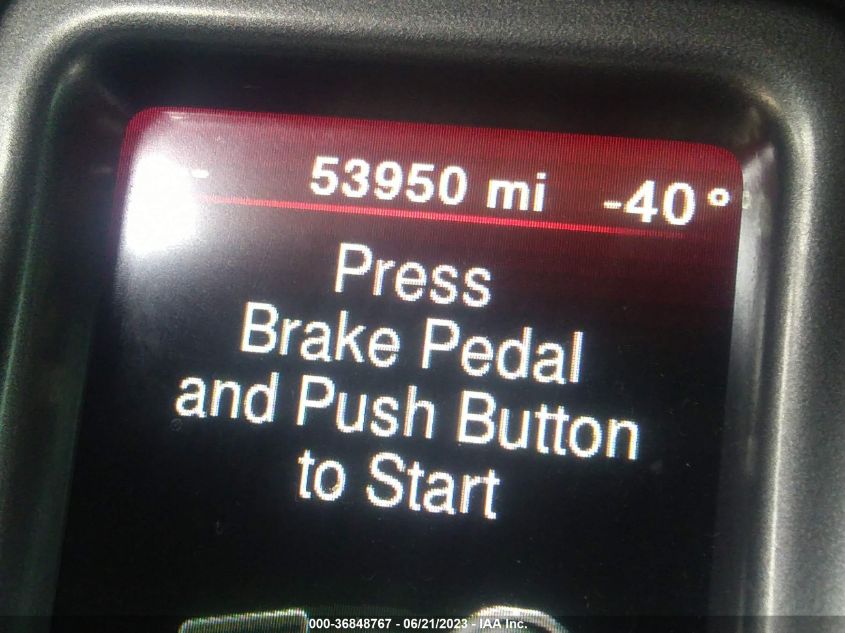 53950 mi -40°
Press
Brake Pedal
and Push Button
to Start
000-36848767 - 06/21/2023 - IAA Inc.